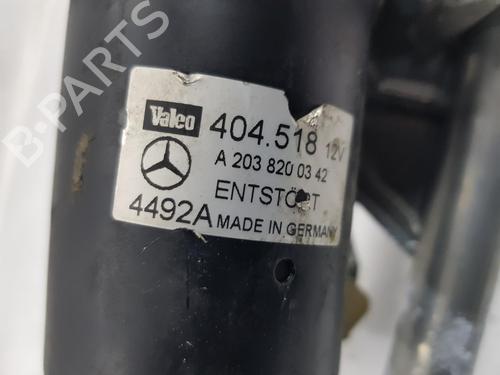 B-PARTS
Valeo 404.518 12V
A 203 820 03 42
ENTSTÖRT
4492A MADE IN GERMANY